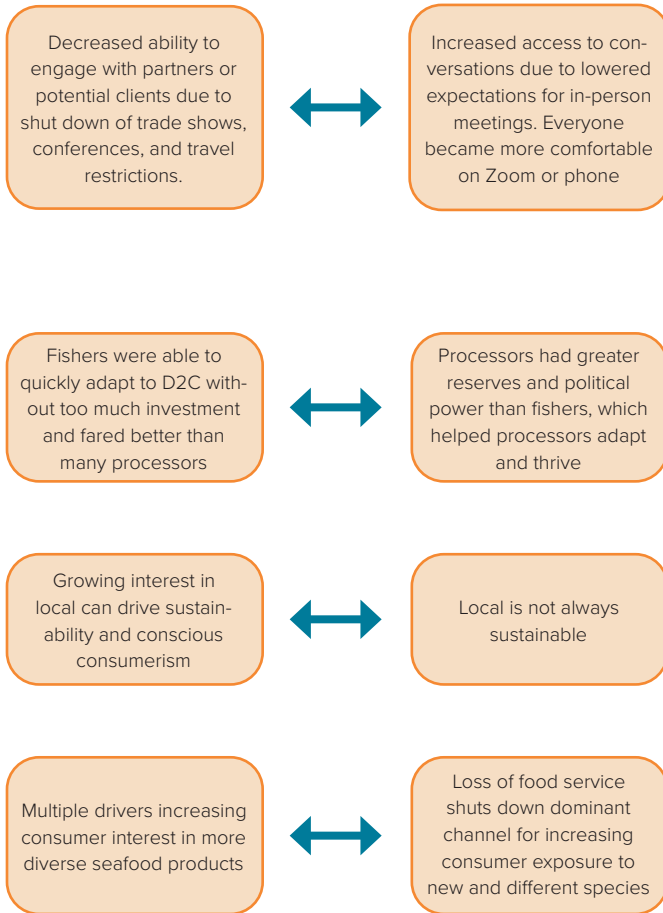 Decreased ability to
engage with partners or
potential clients due to
shut down of trade shows,
conferences, and travel
restrictions.
Increased access to con-
versations due to lowered
expectations for in-person
meetings. Everyone
became more comfortable
on Zoom or phone
Fishers were able to
quickly adapt to D2C with-
out too much investment
and fared better than
many processors
Processors had greater
reserves and political
power than fishers, which
helped processors adapt
and thrive
Growing interest in
local can drive sustain-
ability and conscious
consumerism
Local is not always
sustainable
Multiple drivers increasing
consumer interest in more
diverse seafood products
Loss of food service
shuts down dominant
channel for increasing
consumer exposure to
new and different species